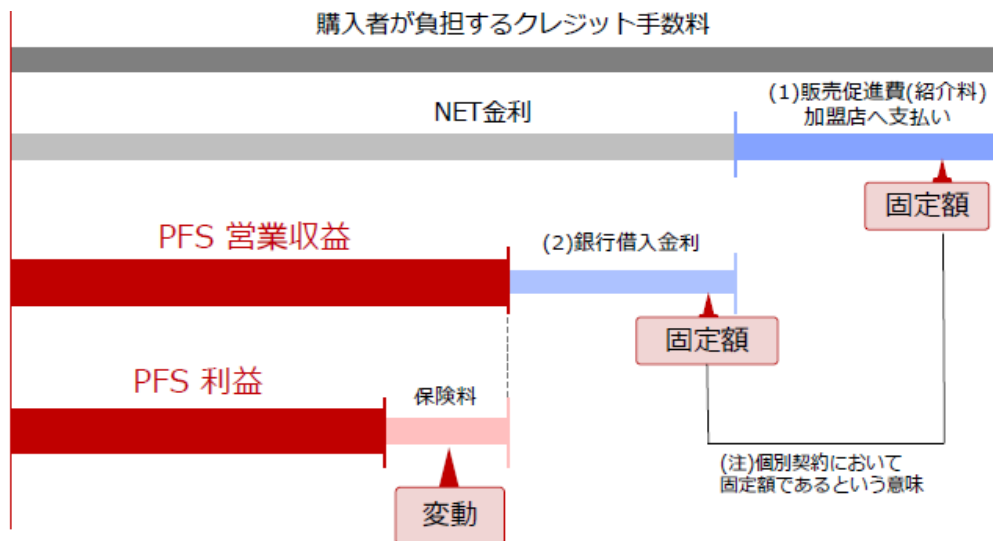 購入者が負担するクレジット手数料
(1)販売促進費(紹介料)
加盟店へ支払い
NET金利
固定額
PFS 営業収益
(2)銀行借入金利
固定額
PFS 利益
保険料
(注)個別契約において
固定額であるという意味
変動